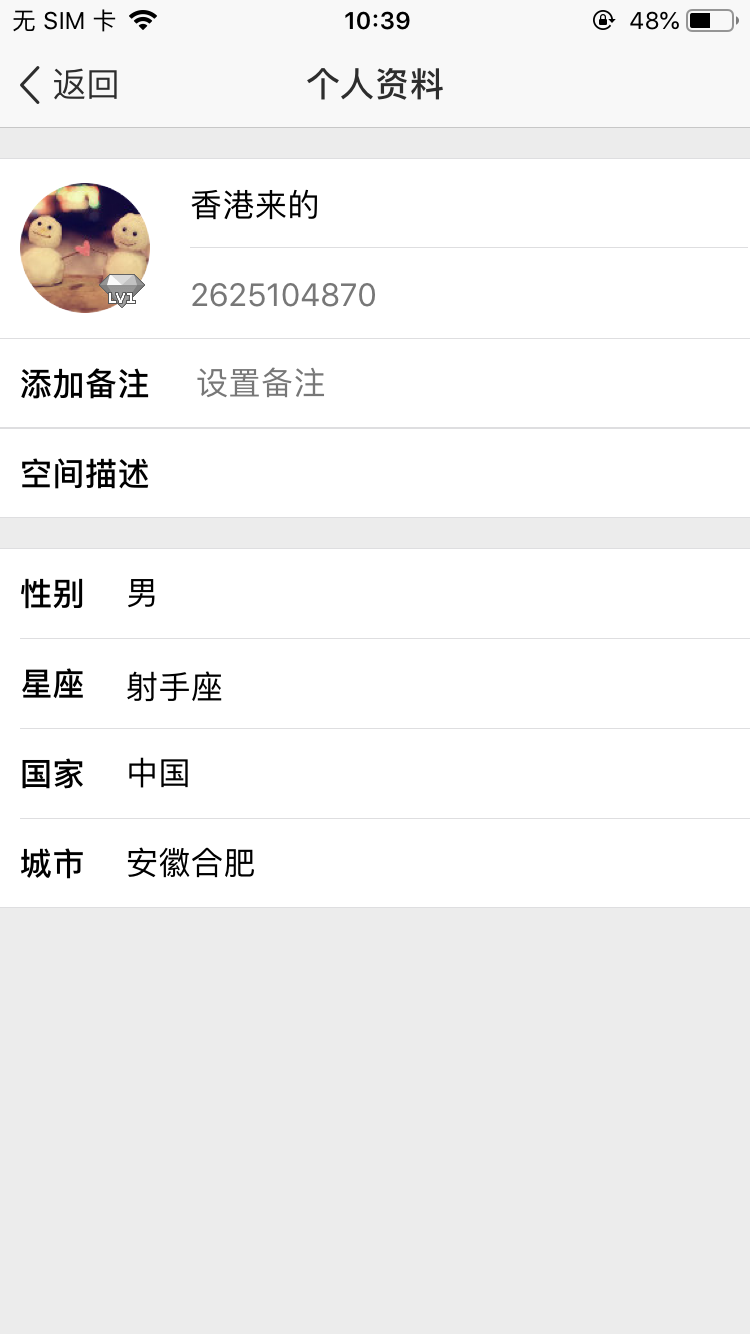 无 SIM 卡 10:39 48%
返回 个人资料
香港来的
LV1
2625104870
添加备注 设置备注
空间描述
性别 男
星座 射手座
国家 中国
城市 安徽合肥